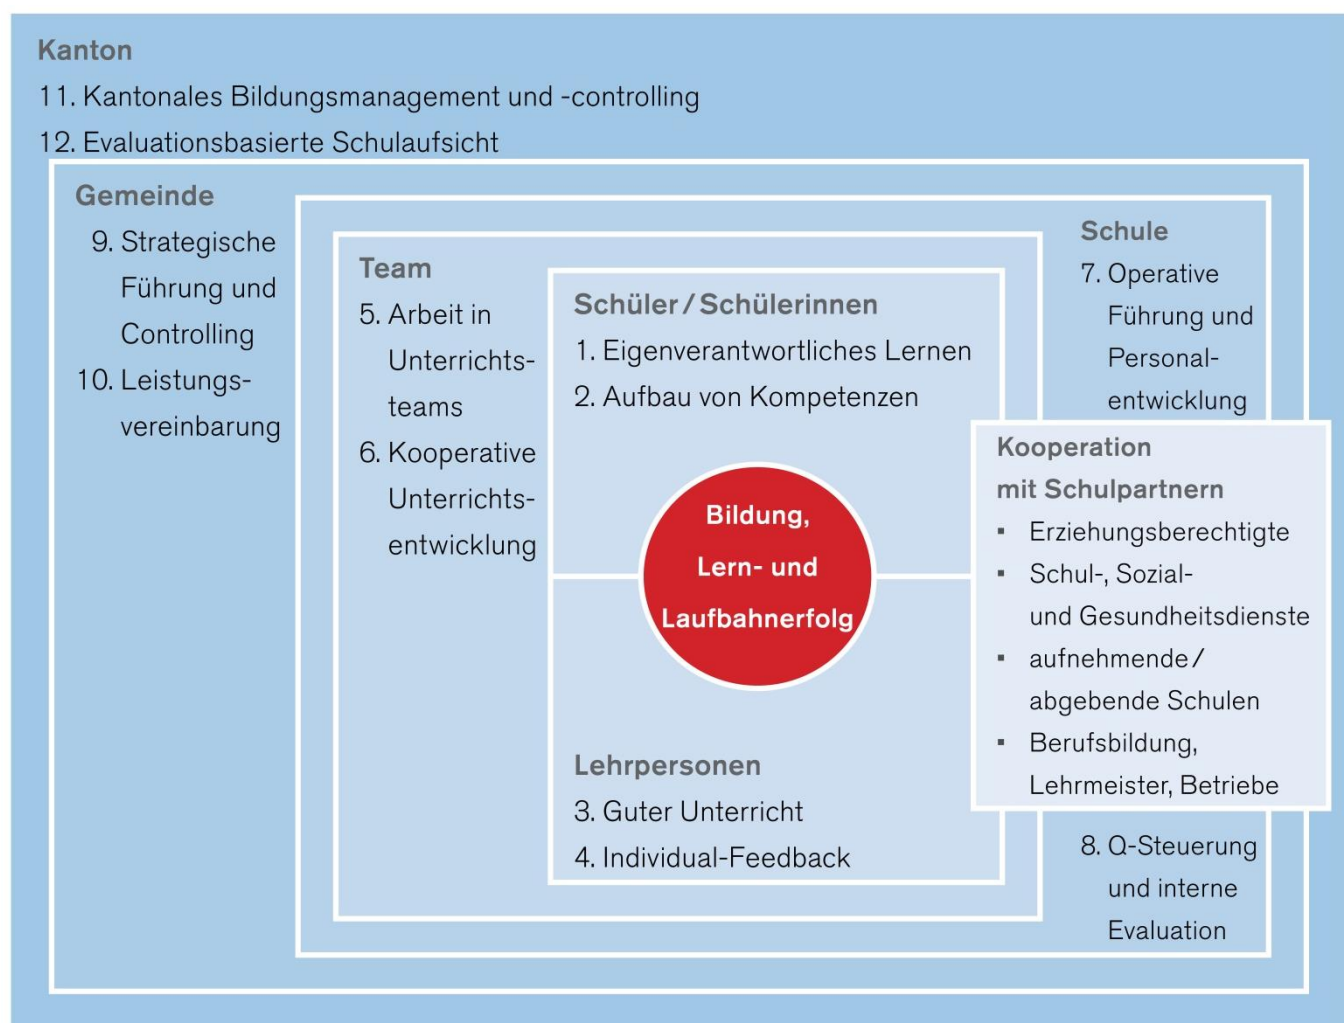 Kanton
11. Kantonales Bildungsmanagement und -controlling
12. Evaluationsbasierte Schulaufsicht
Gemeinde
9. Strategische
Führung und
Controlling
10. Leistungs-
vereinbarung
Team
5. Arbeit in
Unterrichts-
teams
6. Kooperative
Unterrichts-
entwicklung
Schüler / Schülerinnen
1. Eigenverantwortliches Lernen
2. Aufbau von Kompetenzen
Bildung,
Lern- und
Laufbahnerfolg
Lehrpersonen
3. Guter Unterricht
4. Individual-Feedback
Schule
7. Operative
Führung und
Personal-
entwicklung
Kooperation
mit Schulpartnern
▪ Erziehungsberechtigte
▪ Schul-, Sozial-
und Gesundheitsdienste
▪ aufnehmende /
abgebende Schulen
▪ Berufsbildung,
Lehrmeister, Betriebe
8. Q-Steuerung
und interne
Evaluation